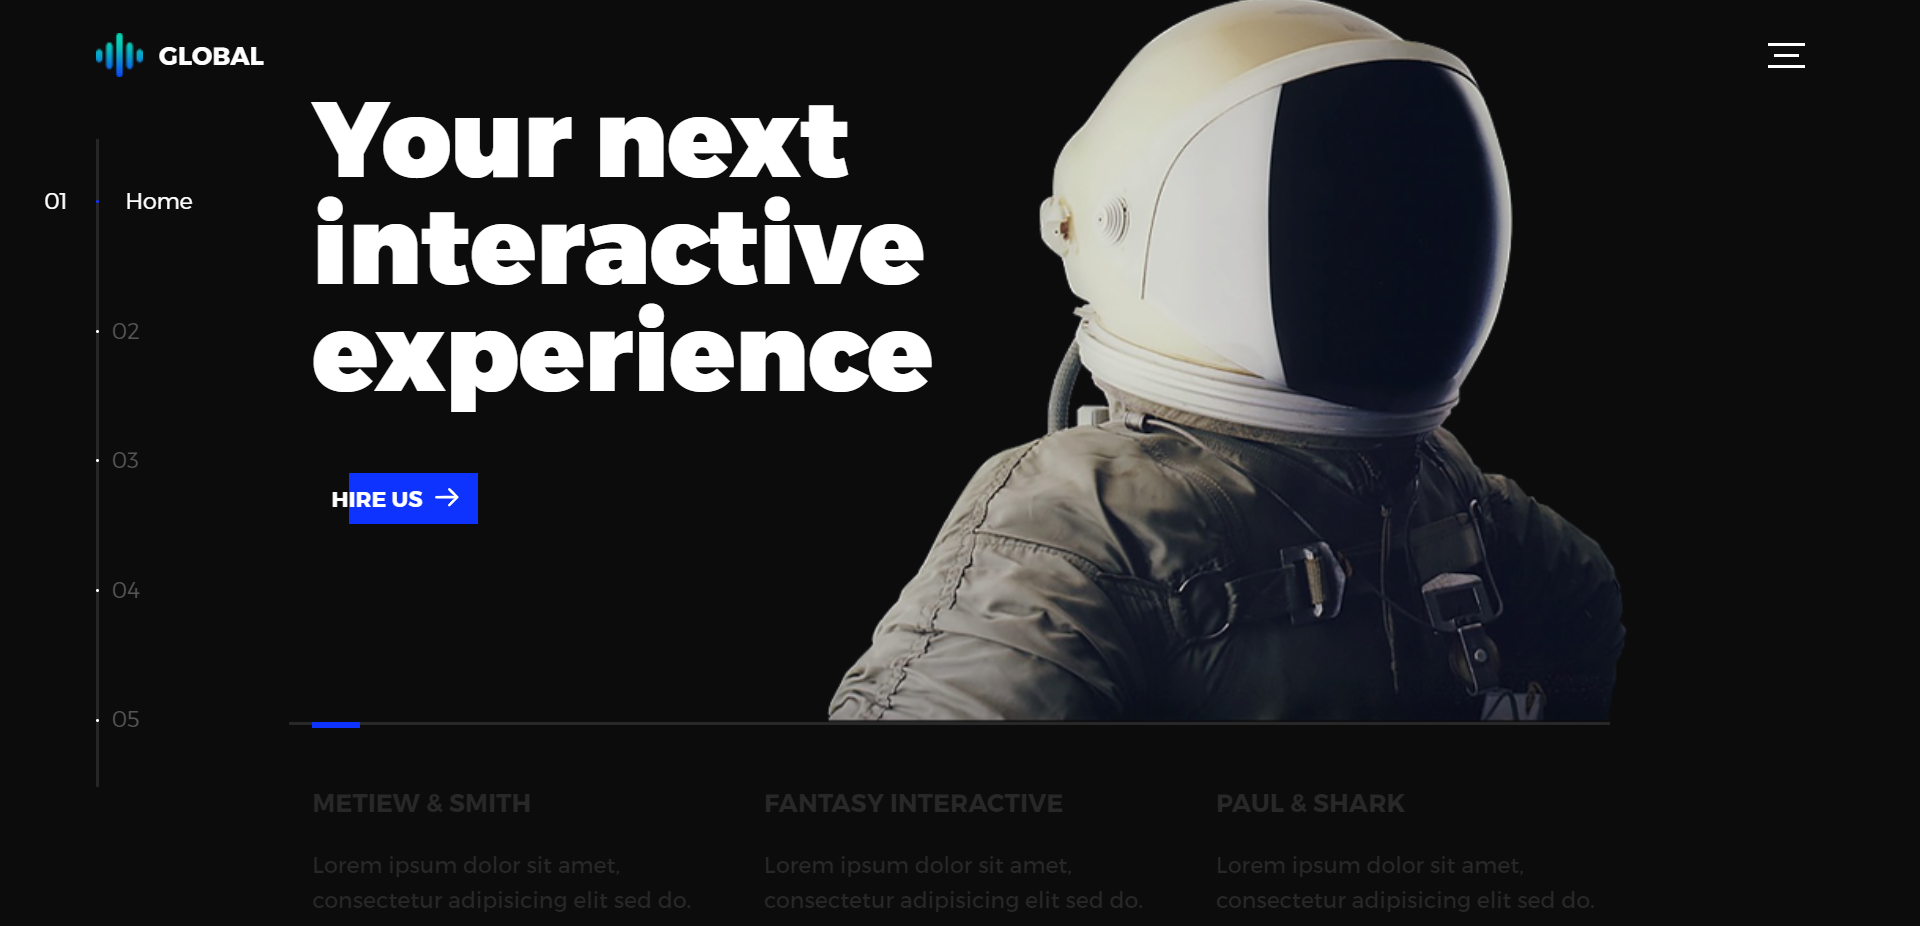 GLOBAL
Your next
interactive
experience
01 Home
02
03
HIRE US
04
05
METIEW & SMITH
Lorem ipsum dolor sit amet,
consectetur adipisicing elit sed do.
FANTASY INTERACTIVE
Lorem ipsum dolor sit amet,
consectetur adipisicing elit sed do.
PAUL & SHARK
Lorem ipsum dolor sit amet,
consectetur adipisicing elit sed do.